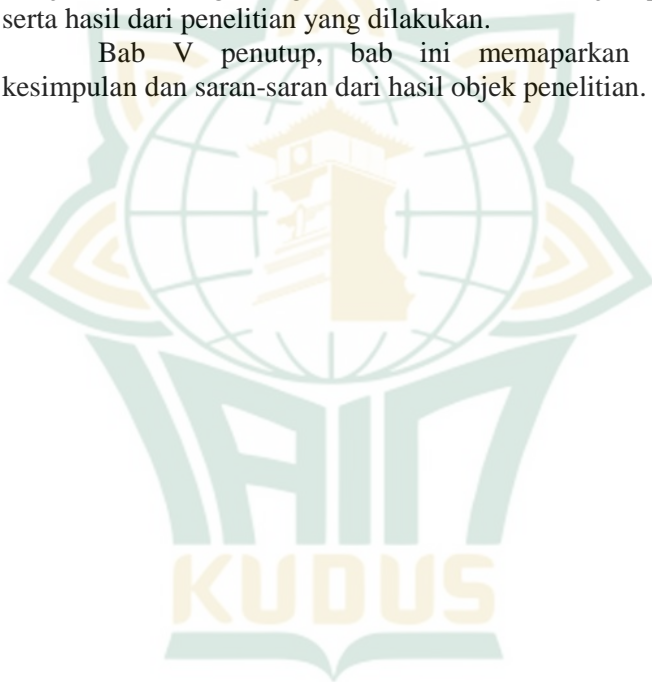 serta hasil dari penelitian yang dilakukan.
Bab V penutup, bab ini memaparkan
kesimpulan dan saran-saran dari hasil objek penelitian.
IAIN
KUDUS